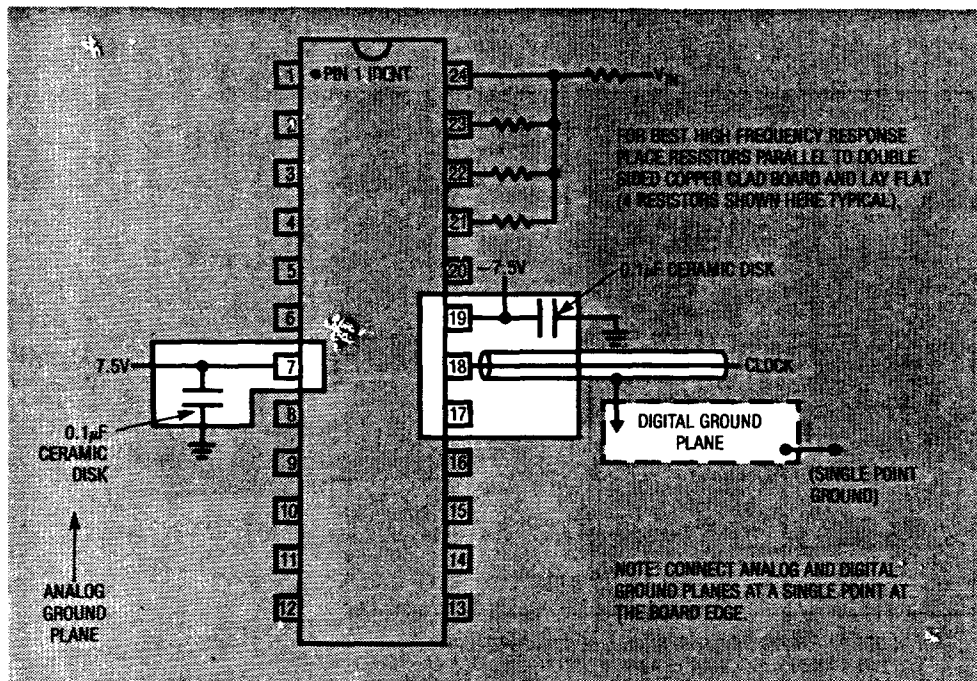 1 ●PIN 1 IDENT 24 V_IN
23
3 22
4 21
FOR BEST HIGH FREQUENCY RESPONSE
PLACE RESISTORS PARALLEL TO DOUBLE
SIDED COPPER CLAD BOARD AND LAY FLAT
(4 RESISTORS SHOWN HERE TYPICAL).
5 20 –7.5V 0.1μF CERAMIC DISK
6 19
7.5V 7 18 CLOCK
8 17
DIGITAL GROUND
PLANE
0.1μF
CERAMIC
DISK
9 16
(SINGLE POINT
GROUND)
10 15
11 14
12 13
ANALOG
GROUND
PLANE
NOTE: CONNECT ANALOG AND DIGITAL
GROUND PLANES AT A SINGLE POINT AT
THE BOARD EDGE